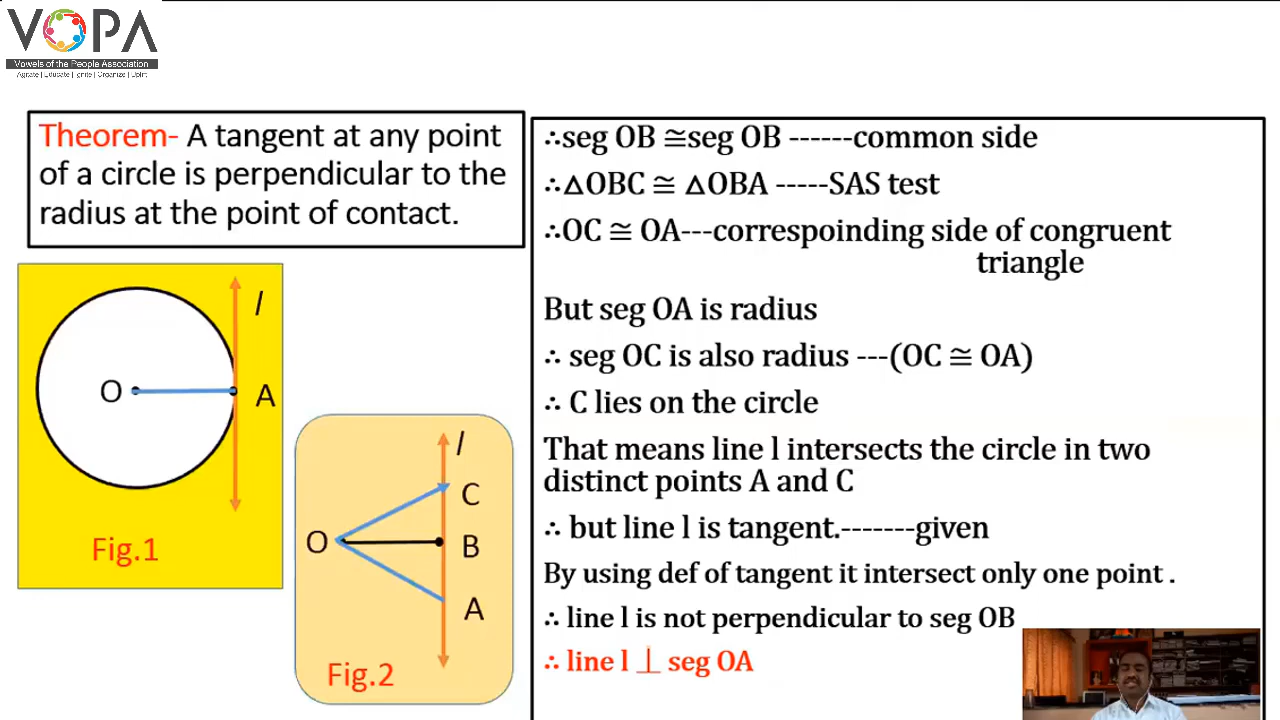 VOPA
Vowels of the People Association
Agitate | Educate | Ignite | Organize | Uplift
Theorem- A tangent at any point
of a circle is perpendicular to the
radius at the point of contact.
l
O
A
Fig.1
l
C
O
B
A
Fig.2
∴seg OB ≅seg OB ------common side
∴△OBC ≅ △OBA -----SAS test
∴OC ≅ OA---correspoinding side of congruent
triangle
But seg OA is radius
∴ seg OC is also radius ---(OC ≅ OA)
∴ C lies on the circle
That means line l intersects the circle in two
distinct points A and C
∴ but line l is tangent.-------given
By using def of tangent it intersect only one point .
∴ line l is not perpendicular to seg OB
∴ line l ⊥ seg OA